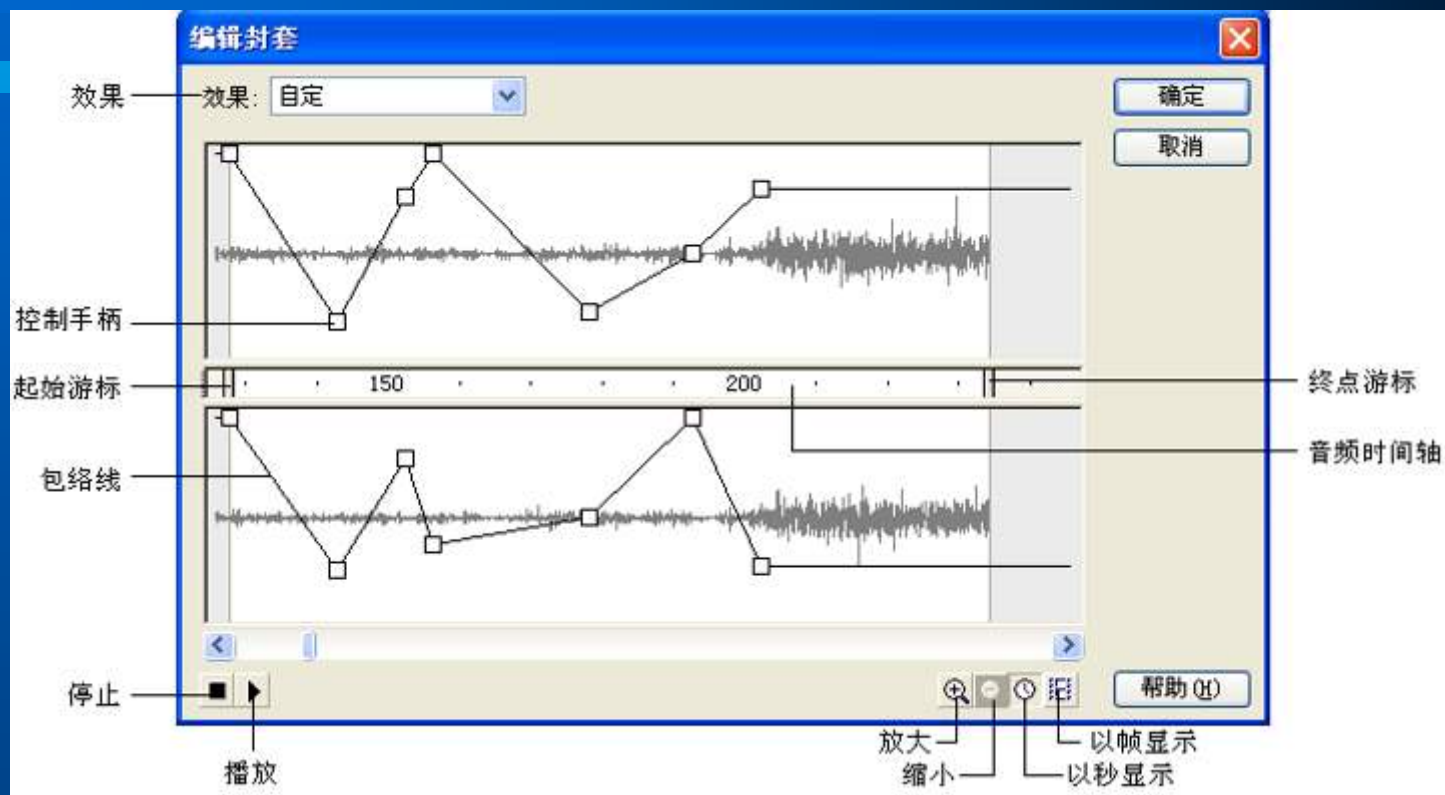 编辑封套
效果
效果: 自定
确定
取消
控制手柄
起始游标
150
200
终点游标
音频时间轴
包络线
停止
帮助(H)
播放
放大
缩小
以帧显示
以秒显示